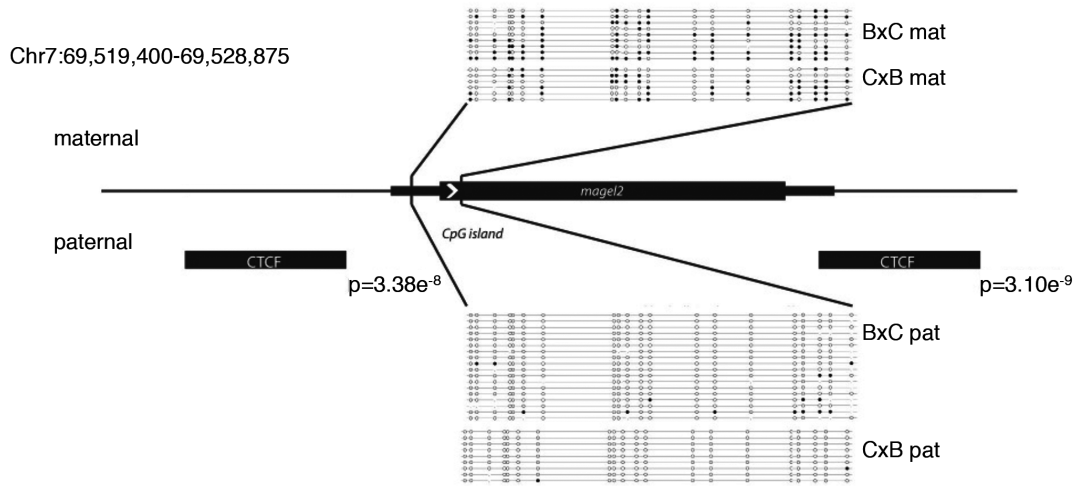 BxC mat
Chr7:69,519,400-69,528,875
CxB mat
maternal
magel2
CpG island
paternal
CTCF
CTCF
p=3.38e-8
p=3.10e-9
BxC pat
CxB pat